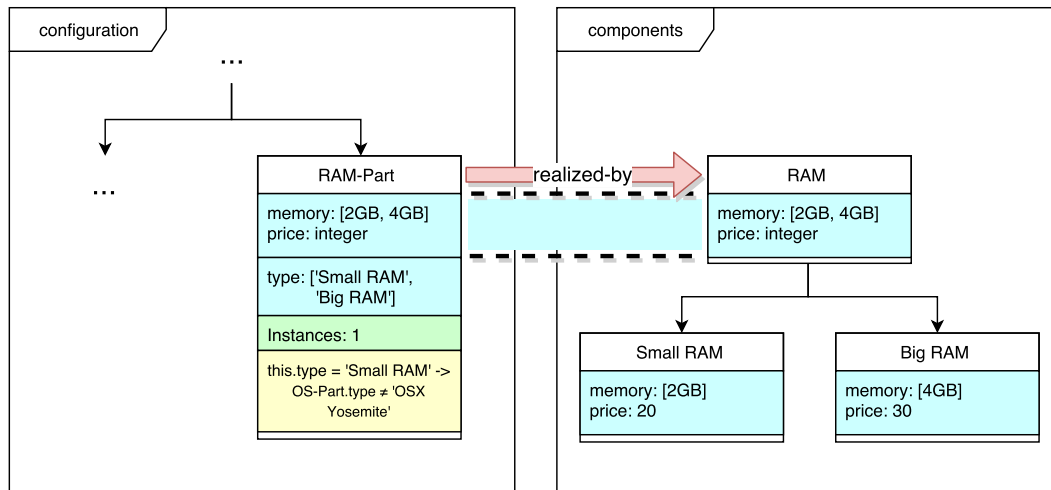 configuration
...
...
RAM-Part
memory: [2GB, 4GB]
price: integer
type: ['Small RAM',
'Big RAM']
Instances: 1
this.type = 'Small RAM' ->
OS-Part.type ≠ 'OSX
Yosemite'
realized-by
components
RAM
memory: [2GB, 4GB]
price: integer
Small RAM
memory: [2GB]
price: 20
Big RAM
memory: [4GB]
price: 30